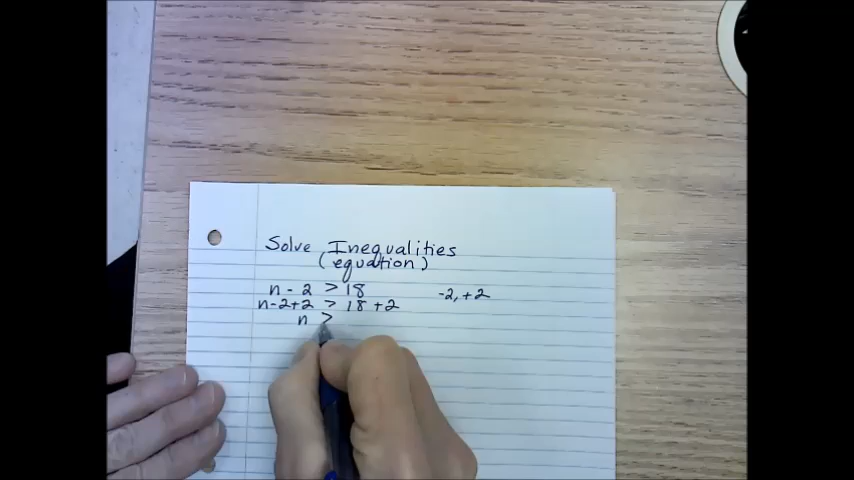 Solve Inequalities
(equation)
n - 2 > 18 -2, +2
n-2+2 > 18 +2
n >